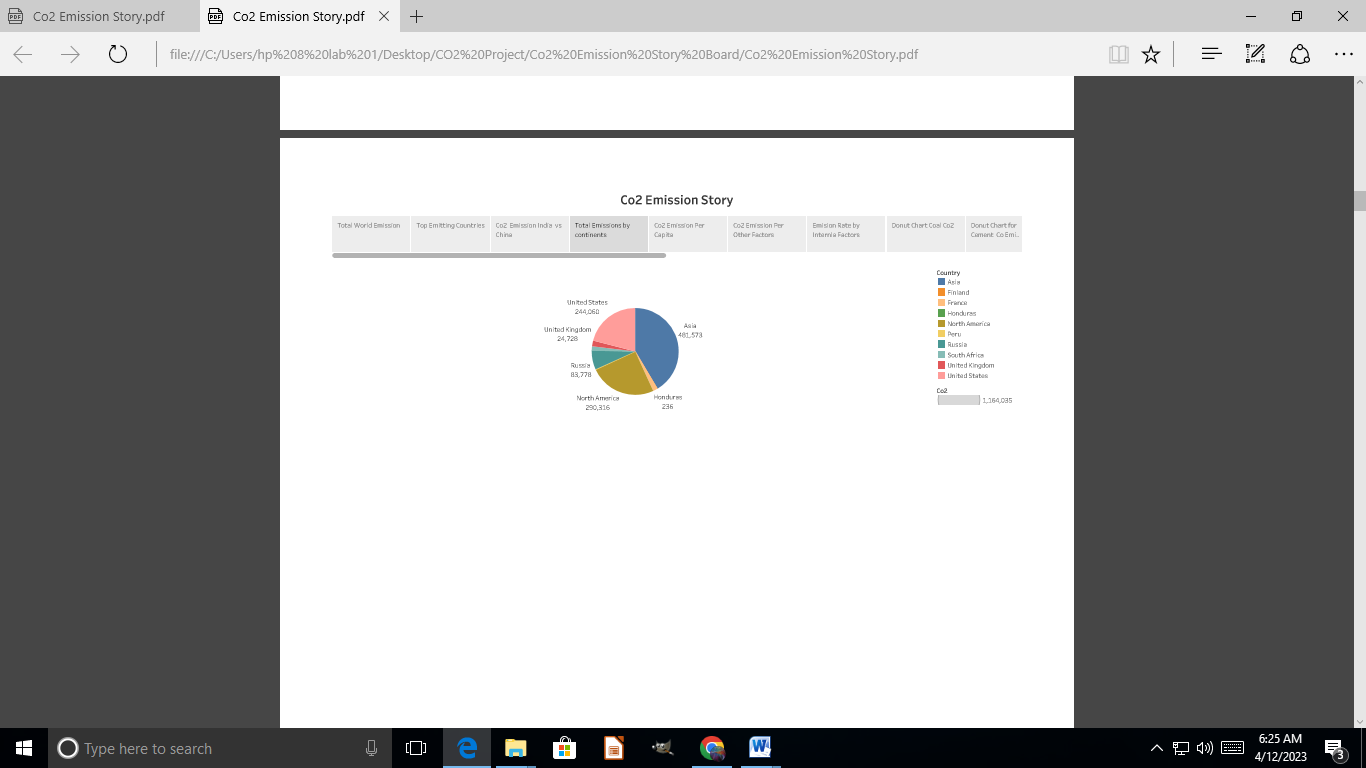 Co2 Emission Story.pdf
Co2 Emission Story.pdf
file:///C:/Users/hp%208%20lab%201/Desktop/CO2%20Project/Co2%20Emission%20Story%20Board/Co2%20Emission%20Story.pdf
Co2 Emission Story
Total World Emission
Top Emitting Countries
Co2 Emission India vs
China
Total Emissions by
continents
Co2 Emission Per
Capita
Co2 Emission Per
Other Factors
Emision Rate by
Internia Factors
Donut Chart Coal Co2
Donut Chart for
Cement Co Emi..
United States
244,060
United Kingdom
24,728
Russia
83,778
North America
290,316
Honduras
236
Asia
481,573
Country
Asia
Finland
France
Honduras
North America
Peru
Russia
South Africa
United Kingdom
United States
Co2
1,164,035
Type here to search
6:25 AM
4/12/2023
3